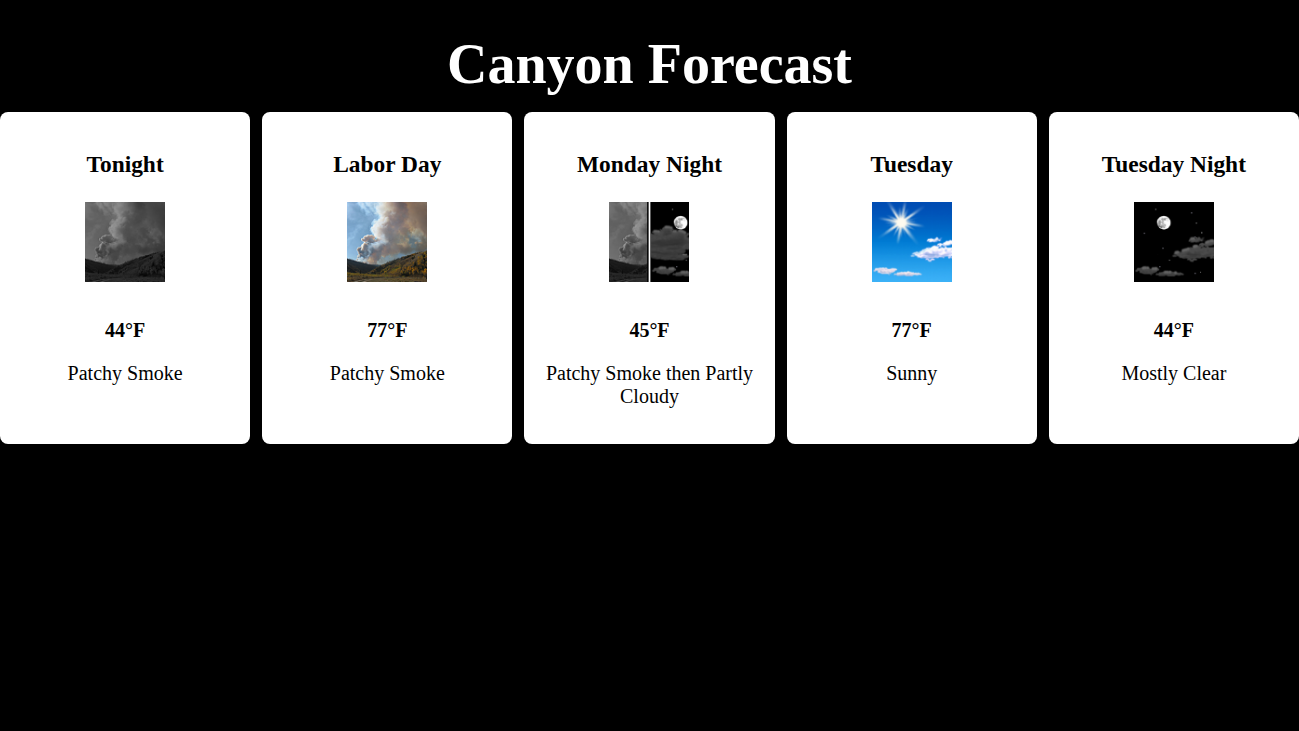 Canyon Forecast
Tonight
44°F
Patchy Smoke
Labor Day
77°F
Patchy Smoke
Monday Night
45°F
Patchy Smoke then Partly
Cloudy
Tuesday
77°F
Sunny
Tuesday Night
44°F
Mostly Clear